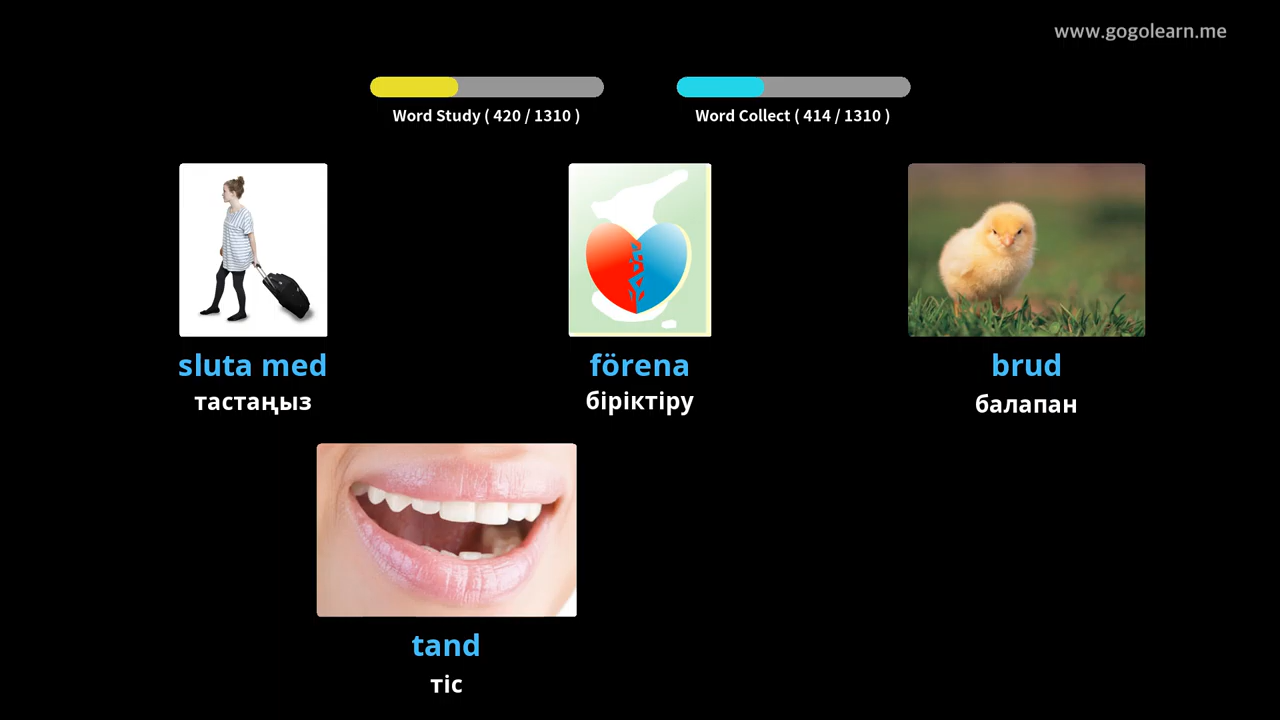 www.gogolearn.me
Word Study ( 420 / 1310 )
Word Collect ( 414 / 1310 )
sluta med
тастаңыз
förena
біріктіру
brud
балапан
tand
тіс